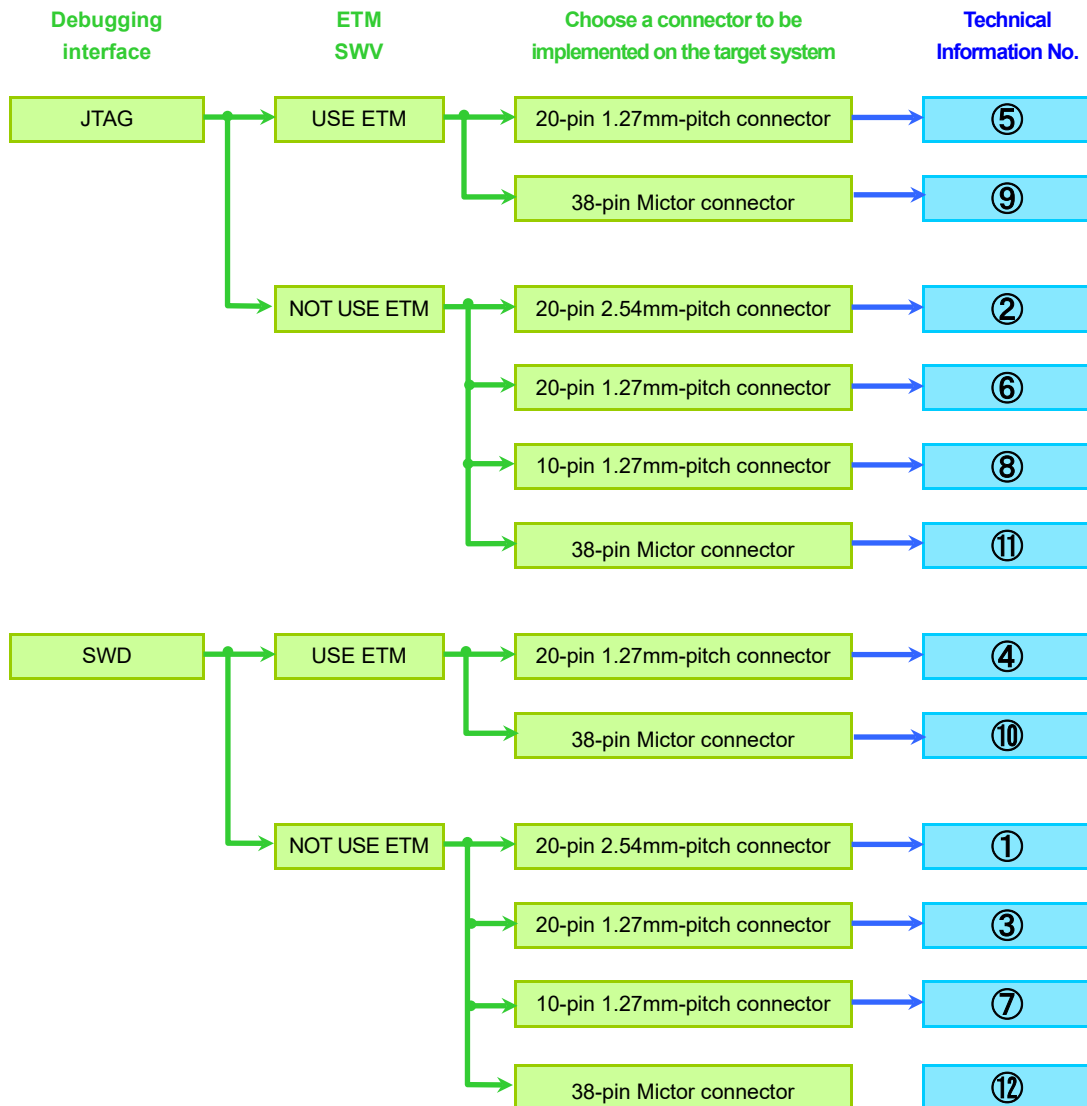 Debugging
interface
ETM
SWV
Choose a connector to be
implemented on the target system
Technical
Information No.
JTAG
USE ETM
20-pin 1.27mm-pitch connector
⑤
38-pin Mictor connector
⑨
NOT USE ETM
20-pin 2.54mm-pitch connector
②
20-pin 1.27mm-pitch connector
⑥
10-pin 1.27mm-pitch connector
⑧
38-pin Mictor connector
⑪
SWD
USE ETM
20-pin 1.27mm-pitch connector
④
38-pin Mictor connector
⑩
NOT USE ETM
20-pin 2.54mm-pitch connector
①
20-pin 1.27mm-pitch connector
③
10-pin 1.27mm-pitch connector
⑦
38-pin Mictor connector
⑫